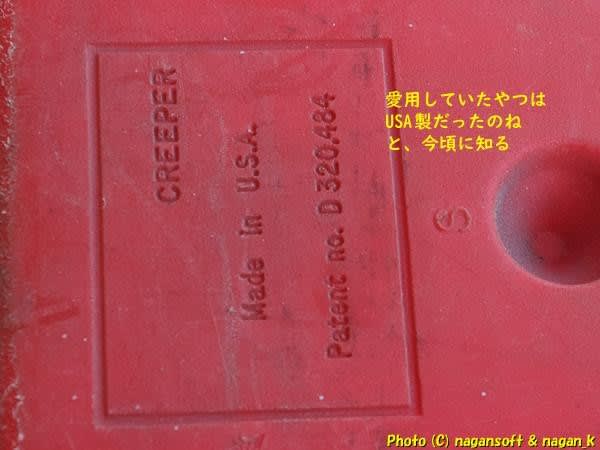 CREEPER
Made In U.S.A.
Patent no. D 320,484
S
愛用していたやつは
USA製だったのね
と、今頃に知る
Photo (C) nagansoft & nagan_k